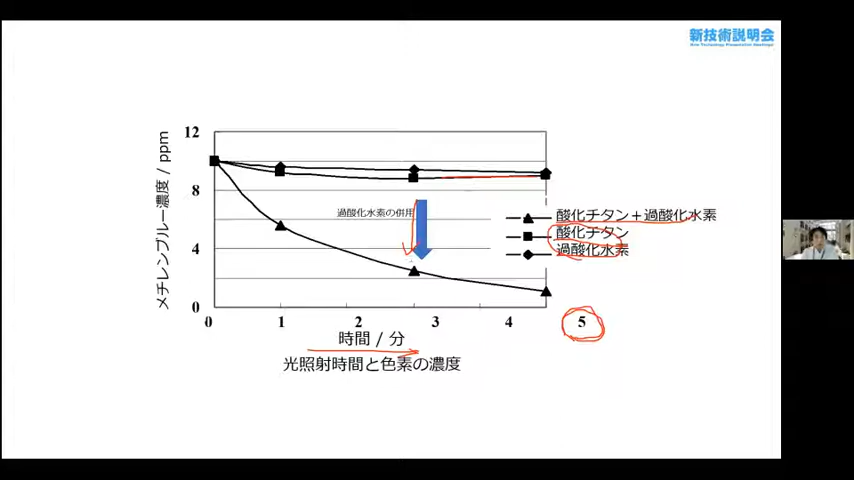 新技術説明会
New Technology Presentation Meetings!
12
8
4
0
メチレンブルー濃度 / ppm
過酸化水素の併用
酸化チタン＋過酸化水素
酸化チタン
過酸化水素
0 1 2 3 4 5
時間 / 分
光照射時間と色素の濃度